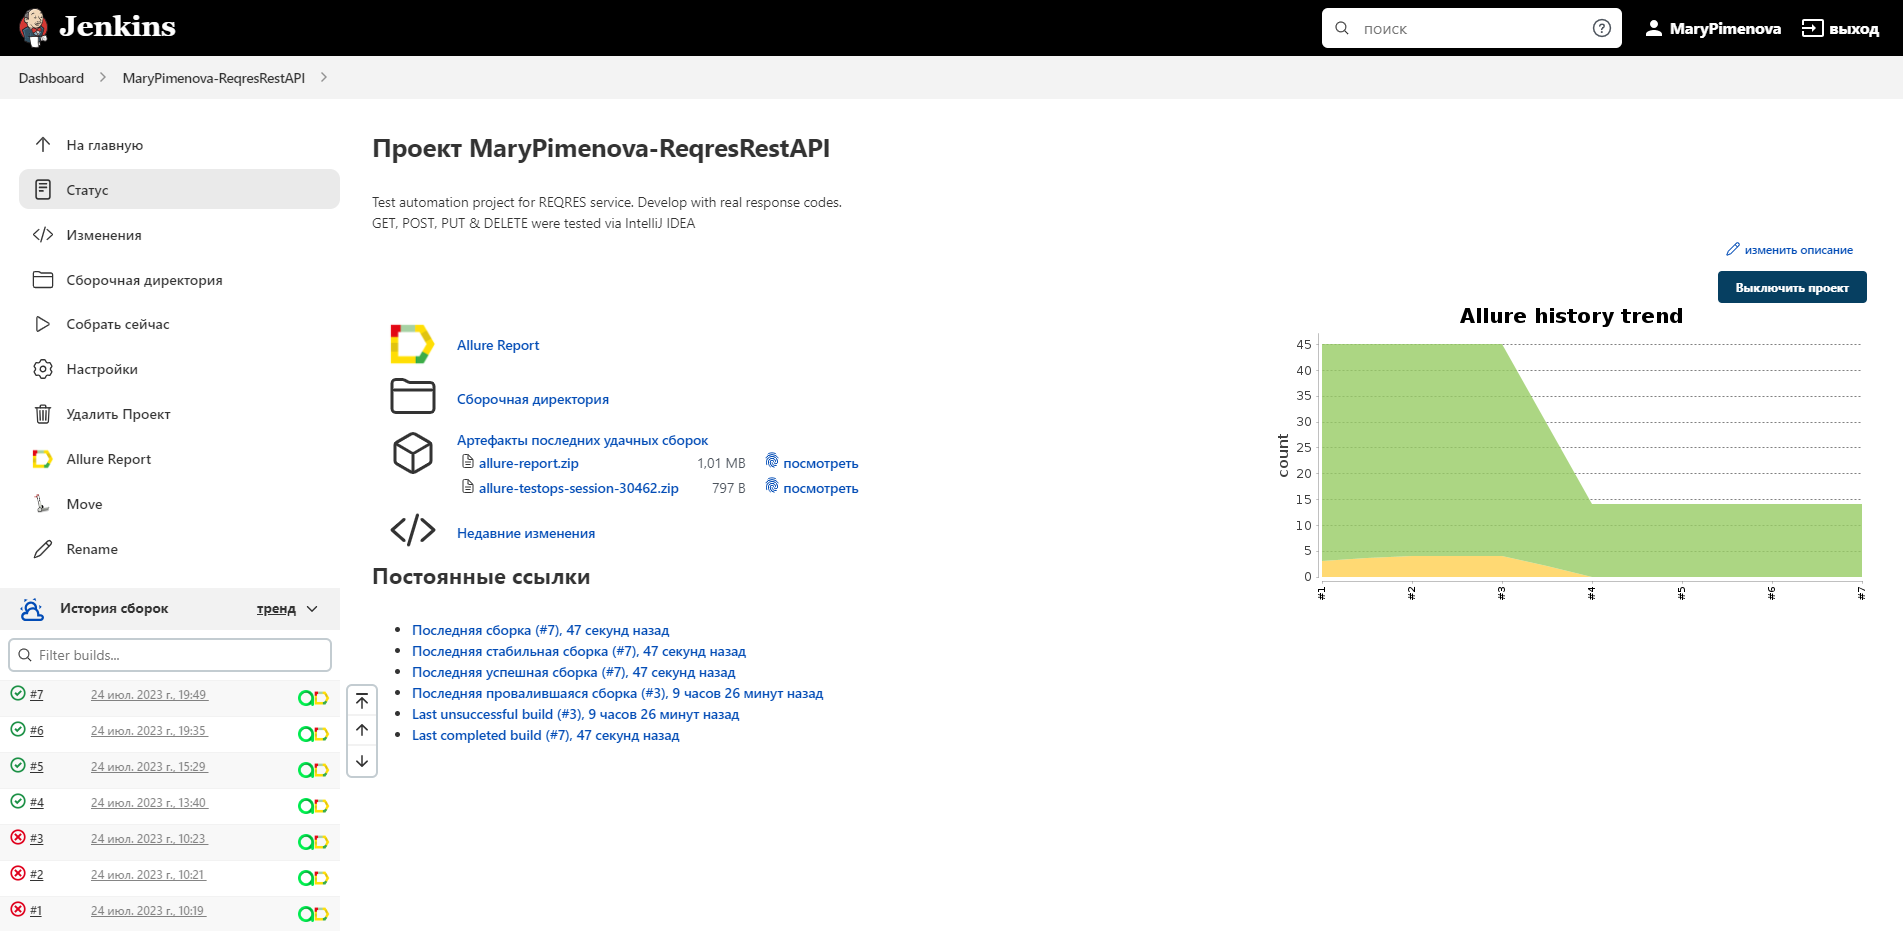 Jenkins
поиск
MaryPimenova
выход
Dashboard
MaryPimenova-ReqresRestAPI
На главную
Статус
Изменения
Сборочная директория
Собрать сейчас
Настройки
Удалить Проект
Allure Report
Move
Rename
История сборок
тренд
Filter builds...
#7 24 июл. 2023 г., 19:49
#6 24 июл. 2023 г., 19:35
#5 24 июл. 2023 г., 15:29
#4 24 июл. 2023 г., 13:40
#3 24 июл. 2023 г., 10:23
#2 24 июл. 2023 г., 10:21
#1 24 июл. 2023 г., 10:19
Проект MaryPimenova-ReqresRestAPI
Test automation project for REQRES service. Develop with real response codes.
GET, POST, PUT & DELETE were tested via IntelliJ IDEA
изменить описание
Выключить проект
Allure Report
Сборочная директория
Артефакты последних удачных сборок
allure-report.zip 1,01 MB посмотреть
allure-testops-session-30462.zip 797 B посмотреть
Недавние изменения
Постоянные ссылки
Последняя сборка (#7), 47 секунд назад
Последняя стабильная сборка (#7), 47 секунд назад
Последняя успешная сборка (#7), 47 секунд назад
Последняя провалившаяся сборка (#3), 9 часов 26 минут назад
Last unsuccessful build (#3), 9 часов 26 минут назад
Last completed build (#7), 47 секунд назад
Allure history trend
count
45
40
35
30
25
20
15
10
5
0
#1 #2 #3 #4 #5 #6 #7